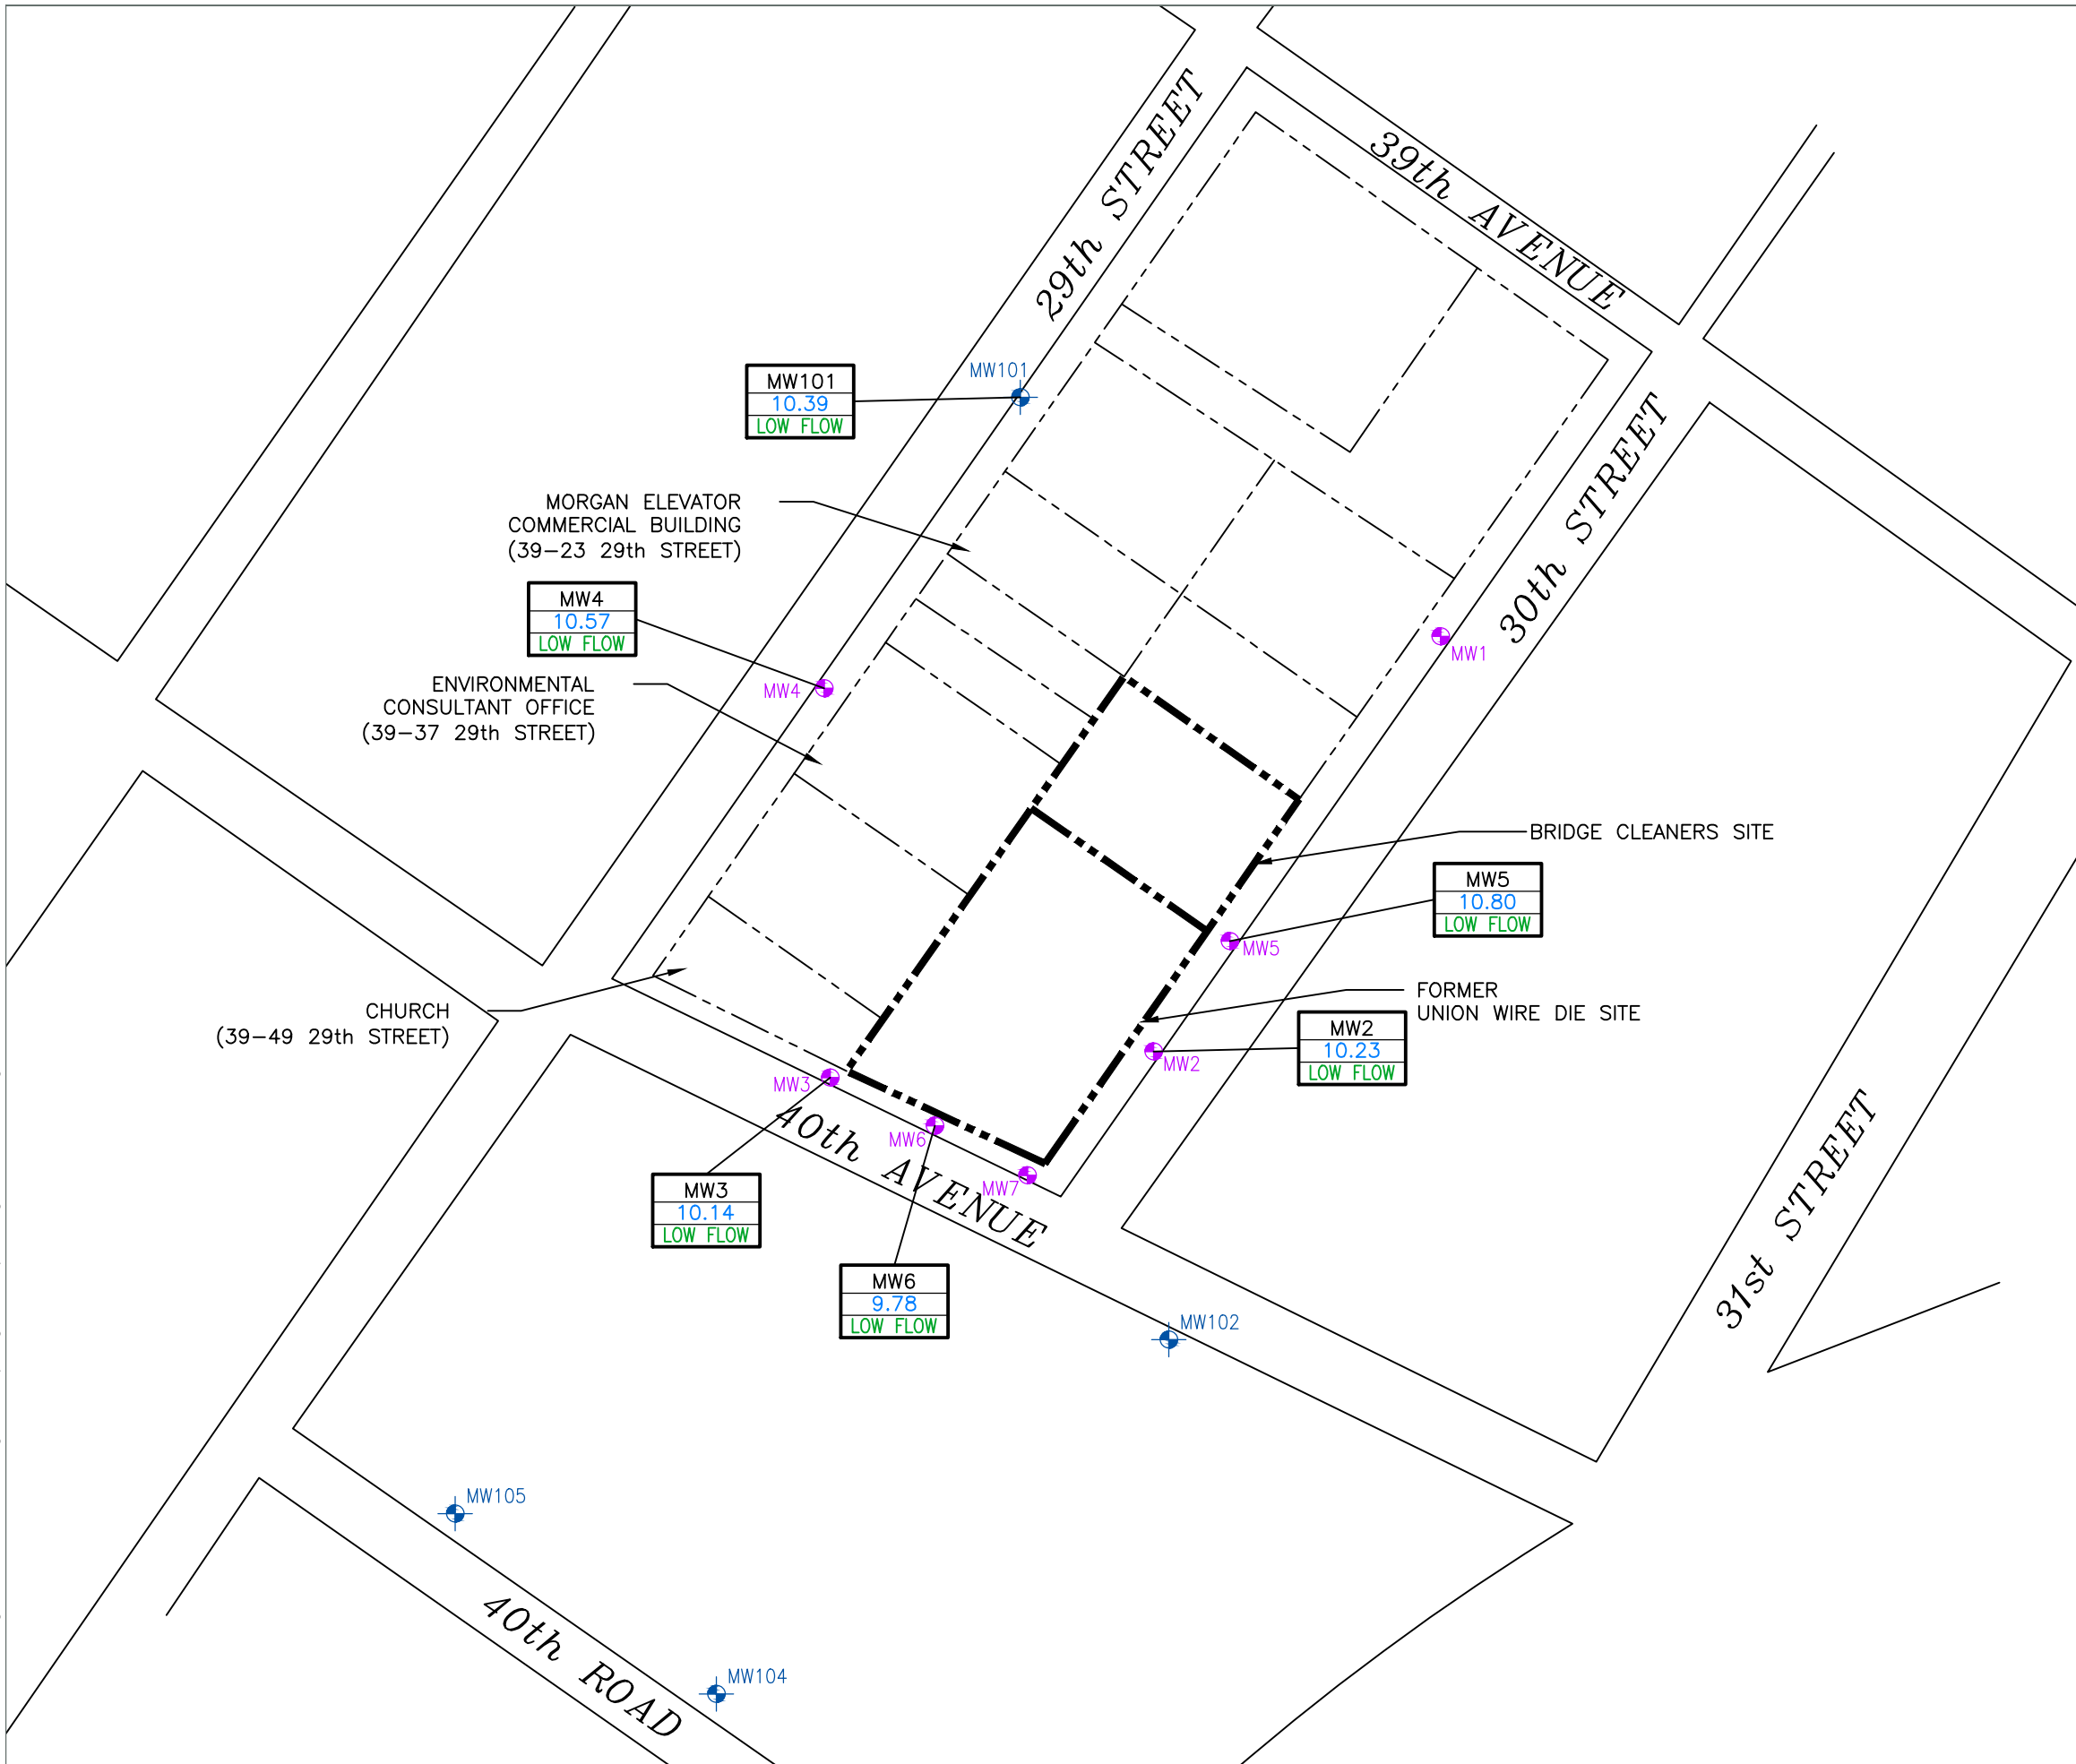 39th AVENUE
29th STREET
MW101
MW101
10.39
LOW FLOW
30th STREET
MORGAN ELEVATOR
COMMERCIAL BUILDING
(39-23 29th STREET)
MW4
10.57
LOW FLOW
MW1
MW4
ENVIRONMENTAL
CONSULTANT OFFICE
(39-37 29th STREET)
BRIDGE CLEANERS SITE
MW5
10.80
LOW FLOW
MW5
FORMER
UNION WIRE DIE SITE
CHURCH
(39-49 29th STREET)
MW2
10.23
LOW FLOW
MW2
MW3
40th AVENUE
MW6
MW7
MW3
10.14
LOW FLOW
31st STREET
MW6
9.78
LOW FLOW
MW102
MW105
40th ROAD
MW104